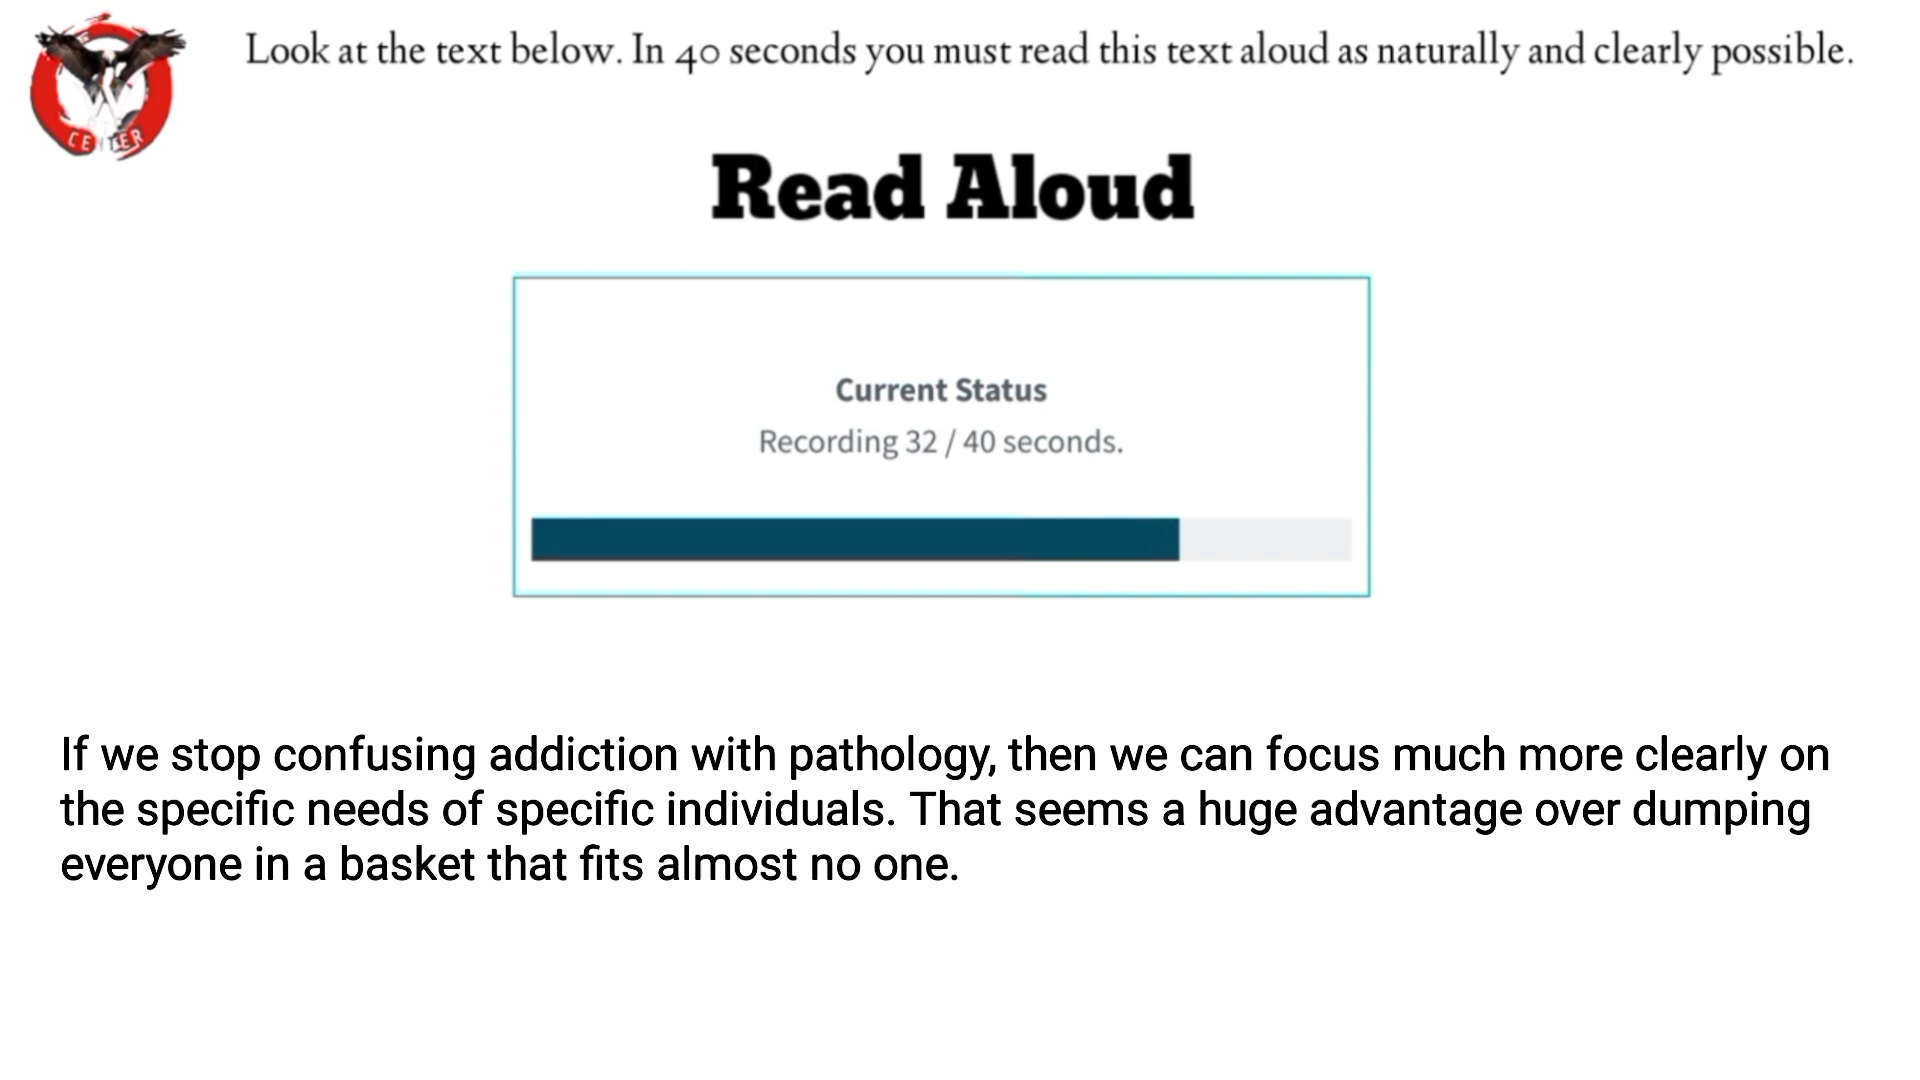 Look at the text below. In 40 seconds you must read this text aloud as naturally and clearly possible.
CENTER
Read Aloud
Current Status
Recording 32 / 40 seconds.
If we stop confusing addiction with pathology, then we can focus much more clearly on
the specific needs of specific individuals. That seems a huge advantage over dumping
everyone in a basket that fits almost no one.